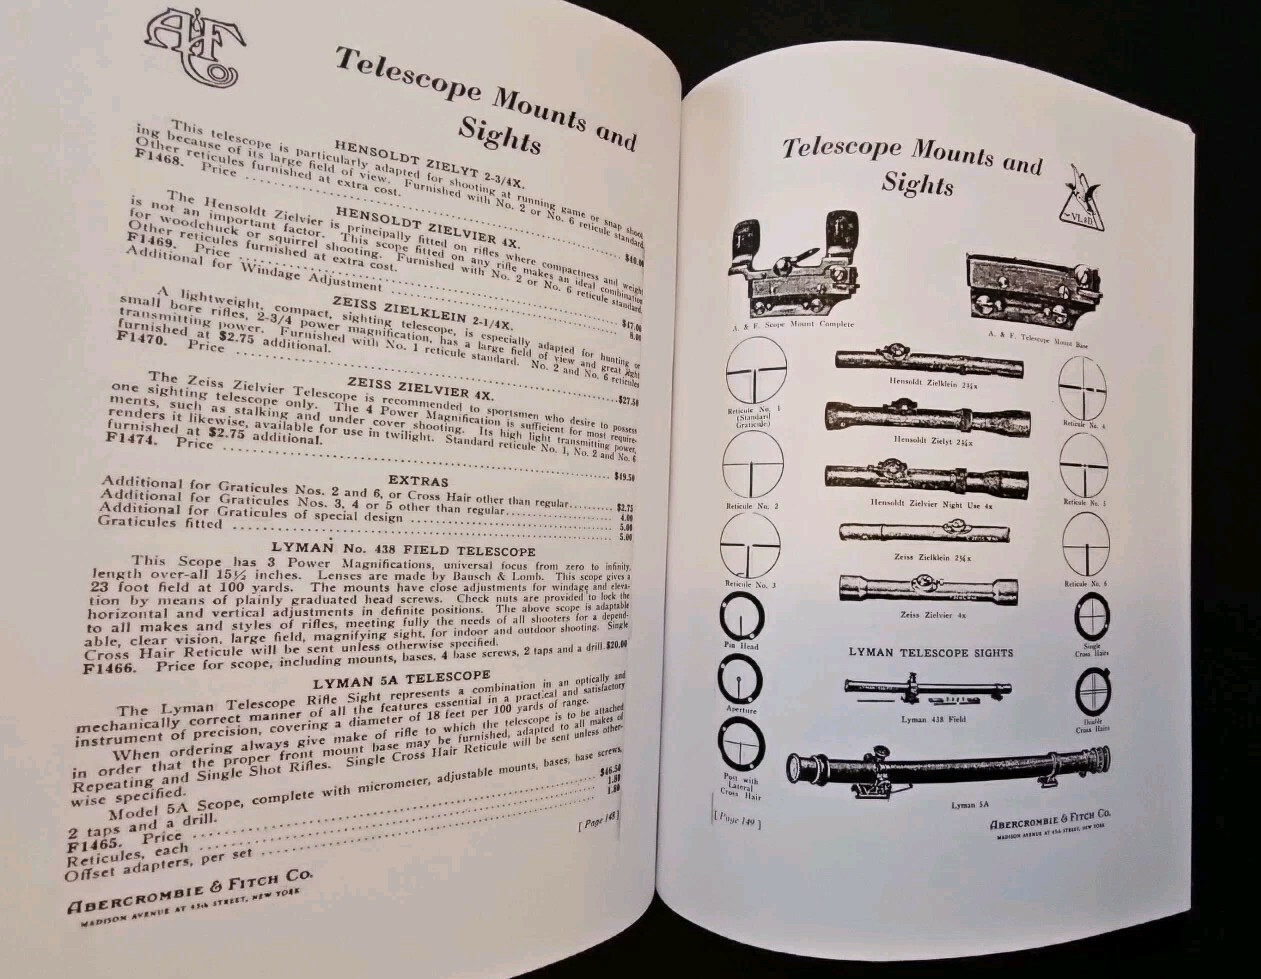 A&F Co
Telescope Mounts and
Sights
HENSOLDT ZIELYT 2-3/4X.
This telescope is particularly adapted for shooting at running game or snap shoot-
ing because of its large field of view. Furnished with No. 2 or No. 6 reticule standard.
Other reticules furnished at extra cost.
F1468. Price $40.00
HENSOLDT ZIELVIER 4X.
The Hensoldt Zielvier is principally fitted on rifles where compactness and weight
is not an important factor. This scope fitted on any rifle makes an ideal combination
for woodchuck or squirrel shooting. Furnished with No. 2 or No. 6 reticule standard.
Other reticules furnished at extra cost.
F1469. Price $47.00
Additional for Windage Adjustment 8.00
ZEISS ZIELKLEIN 2-1/4X.
A lightweight, compact, sighting telescope, is especially adapted for hunting or
small bore rifles, 2-3/4 power magnification, has a large field of view and great light
transmitting power. Furnished with No. 1 reticule standard. No. 2 and No. 6 reticules
furnished at $2.75 additional.
F1470. Price $27.50
ZEISS ZIELVIER 4X.
The Zeiss Zielvier Telescope is recommended to sportsmen who desire to possess
one sighting telescope only. The 4 Power Magnification is sufficient for most require-
ments, such as stalking and under cover shooting. Its high light transmitting power,
renders it likewise, available for use in twilight. Standard reticule No. 1, No. 2 and No. 6
furnished at $2.75 additional.
F1474. Price $49.50
EXTRAS
Additional for Graticules Nos. 2 and 6, or Cross Hair other than regular $2.75
Additional for Graticules Nos. 3, 4 or 5 other than regular 4.00
Additional for Graticules of special design 5.00
Graticules fitted 5.00
LYMAN No. 438 FIELD TELESCOPE
This Scope has 3 Power Magnifications, universal focus from zero to infinity,
length over-all 15½ inches. Lenses are made by Bausch & Lomb. This scope gives a
23 foot field at 100 yards. The mounts have close adjustments for windage and eleva-
tion by means of plainly graduated head screws. Check nuts are provided to lock the
horizontal and vertical adjustments in definite positions. The above scope is adaptable
to all makes and styles of rifles, meeting fully the needs of all shooters for a depend-
able, clear vision, large field, magnifying sight, for indoor and outdoor shooting. Single
Cross Hair Reticule will be sent unless otherwise specified.
F1466. Price for scope, including mounts, bases, 4 base screws, 2 taps and a drill. $20.00
LYMAN 5A TELESCOPE
The Lyman Telescope Rifle Sight represents a combination in an optically and
mechanically correct manner of all the features essential in a practical and satisfactory
instrument of precision, covering a diameter of 18 feet per 100 yards of range.
When ordering always give make of rifle to which the telescope is to be attached
in order that the proper front mount base may be furnished, adapted to all makes of
Repeating and Single Shot Rifles. Single Cross Hair Reticule will be sent unless other-
wise specified.
Model 5A Scope, complete with micrometer, adjustable mounts, bases, base screws,
2 taps and a drill.
F1465. Price $46.50
Reticules, each 1.80
Offset adapters, per set 1.80
[Page 148]
ABERCROMBIE & FITCH CO.
MADISON AVENUE AT 45th STREET, NEW YORK
Telescope Mounts and
Sights
VL&D
A. & F. Scope Mount Complete
A. & F. Telescope Mount Base
Hensoldt Zielklein 2¾x
Reticule No. 1
(Standard
Graticule)
Reticule No. 4
Hensoldt Zielyt 2¾x
Reticule No. 2
Hensoldt Zielvier Night Use 4x
Reticule No. 5
Zeiss Zielklein 2¼x
Reticule No. 3
Reticule No. 6
Zeiss Zielvier 4x
Pin Head
Single
Cross Hairs
LYMAN TELESCOPE SIGHTS
Lyman 438 Field
Aperture
Double
Cross Hairs
Post with
Lateral
Cross Hair
Lyman 5A
[Page 149]
ABERCROMBIE & FITCH CO.
MADISON AVENUE AT 45th STREET, NEW YORK